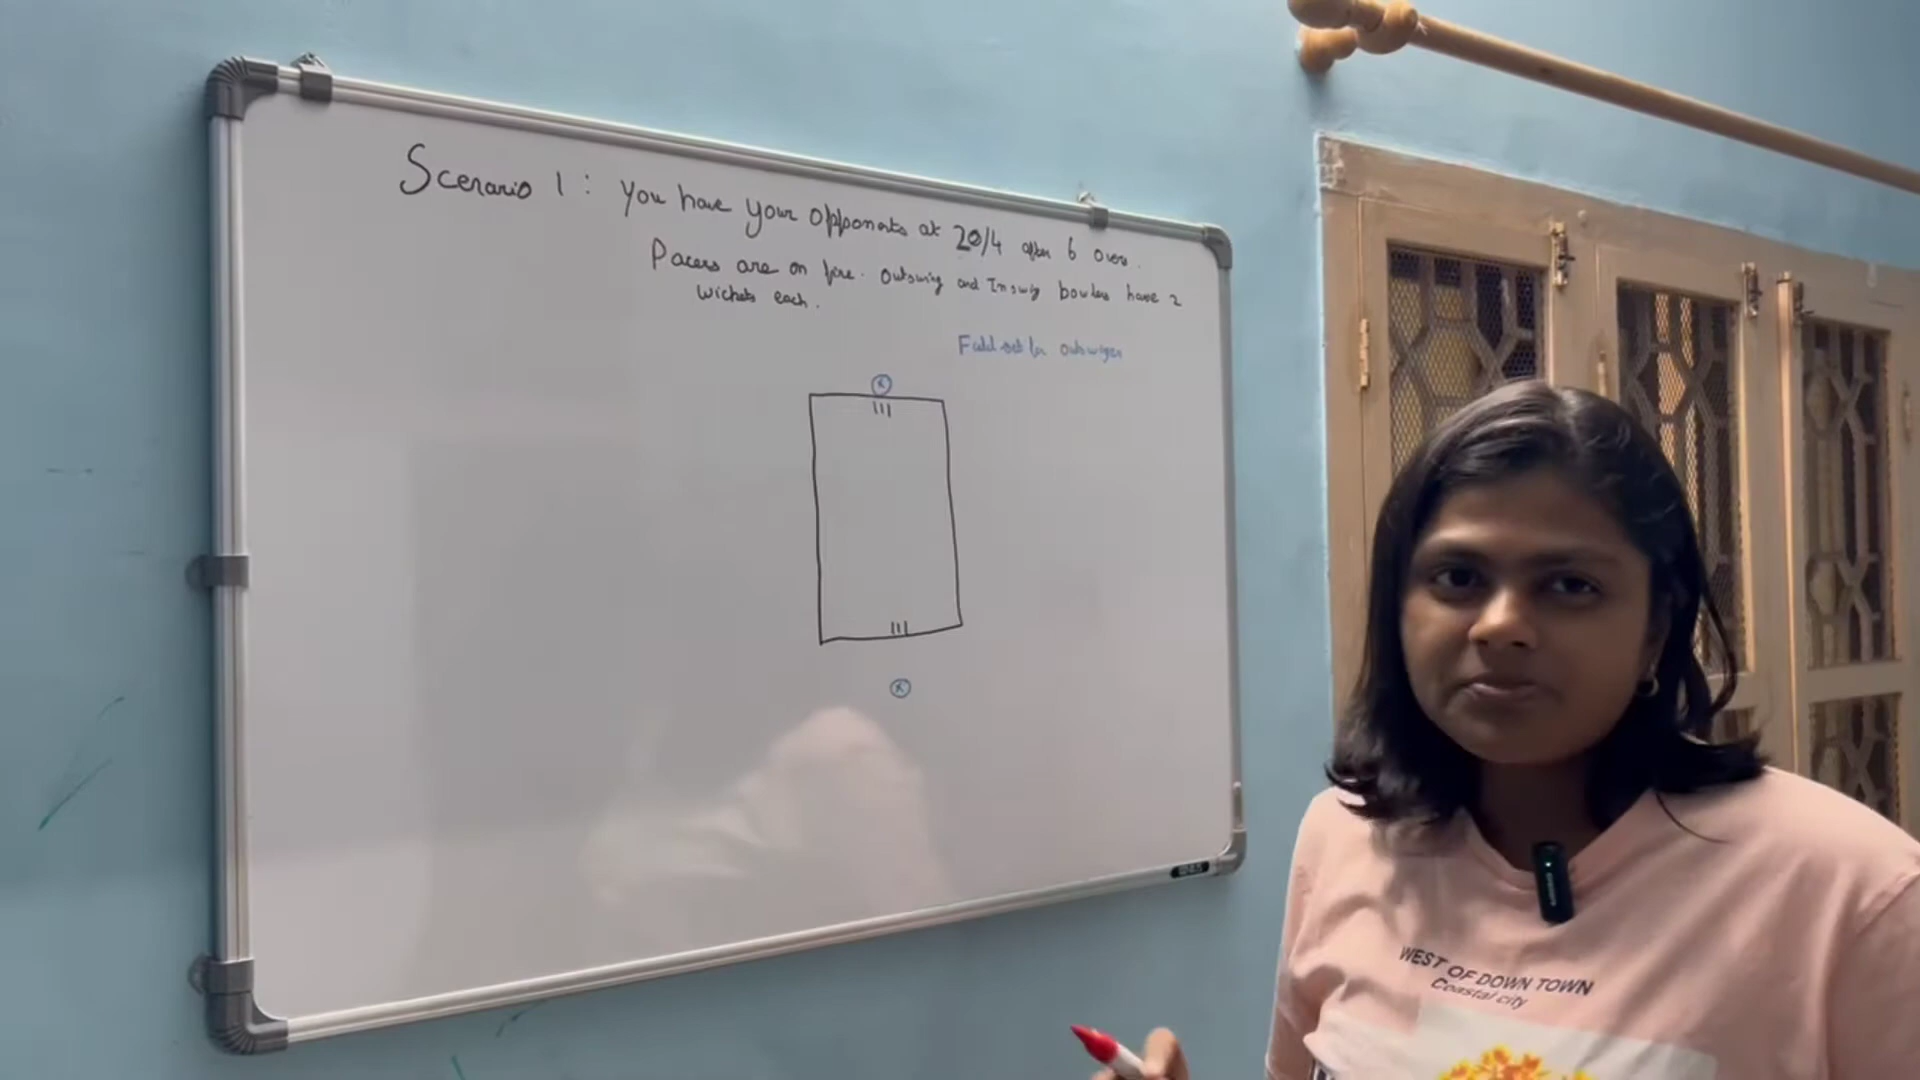 Scenario 1 : You have your opponents at 20/4 after 6 overs.
Pacers are on fire. Outswing and Inswing bowlers have 2
wickets each.
Field set for outswinger
WEST OF DOWN TOWN
Coastal city